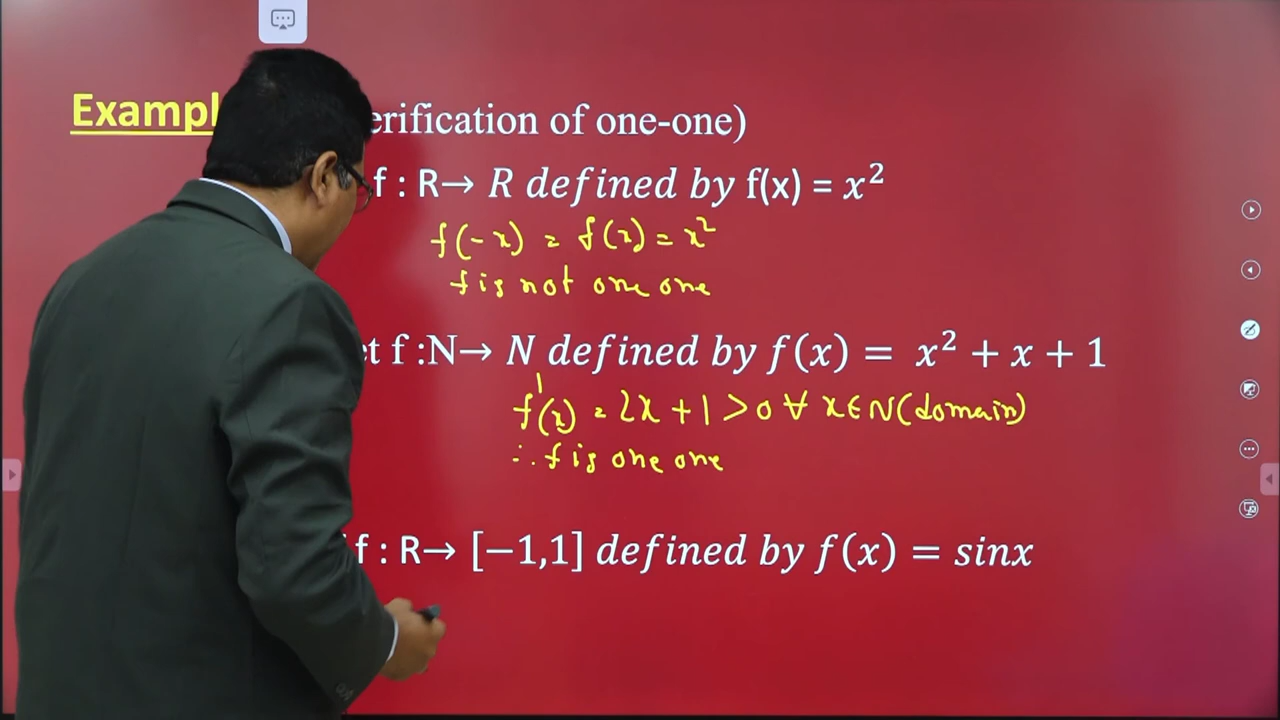 Exampl erification of one-one)
f : R→ R defined by f(x) = x²
f(-x) = f(x) = x²
f is not one one
et f :N→ N defined by f(x) = x² + x + 1
f'(x) = 2x + 1 > 0 ∀ x ∈ N (domain)
∴ f is one one
f : R→ [−1,1] defined by f(x) = sinx